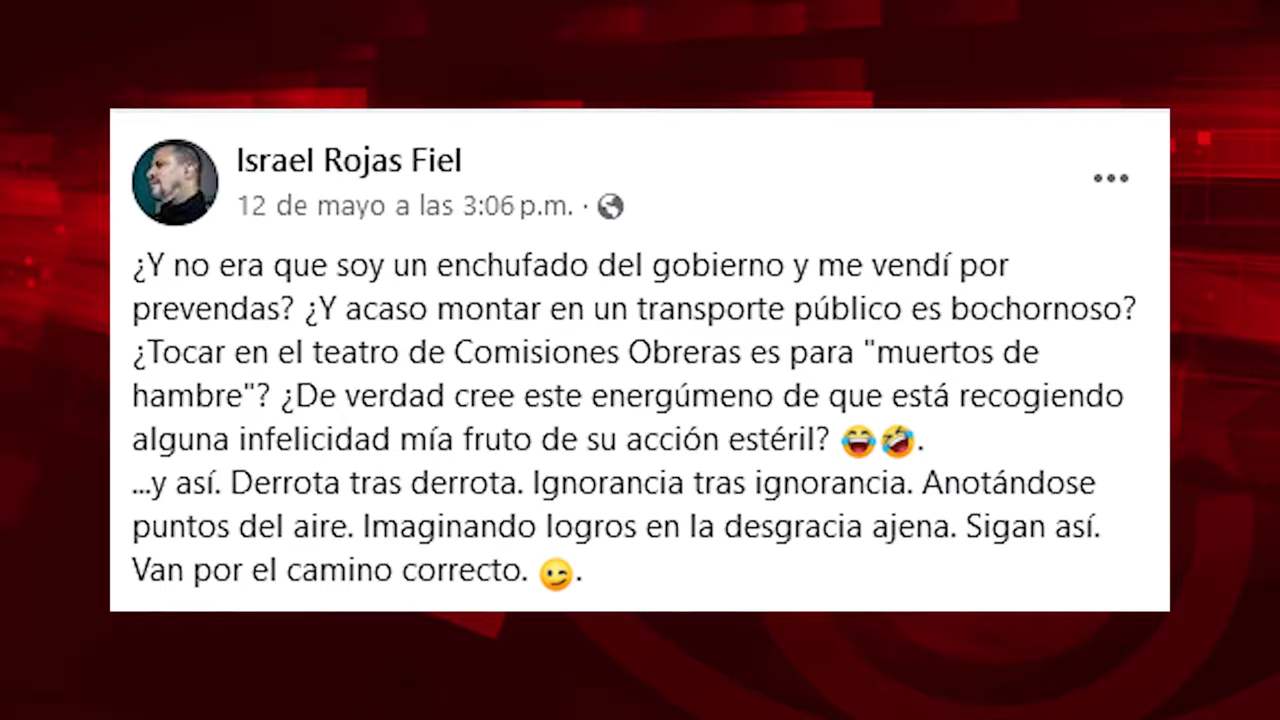 Israel Rojas Fiel
12 de mayo a las 3:06 p.m. ·
¿Y no era que soy un enchufado del gobierno y me vendí por
prevendas? ¿Y acaso montar en un transporte público es bochornoso?
¿Tocar en el teatro de Comisiones Obreras es para "muertos de
hambre"? ¿De verdad cree este energúmeno de que está recogiendo
alguna infelicidad mía fruto de su acción estéril? 😂🤣.
...y así. Derrota tras derrota. Ignorancia tras ignorancia. Anotándose
puntos del aire. Imaginando logros en la desgracia ajena. Sigan así.
Van por el camino correcto. 😉.